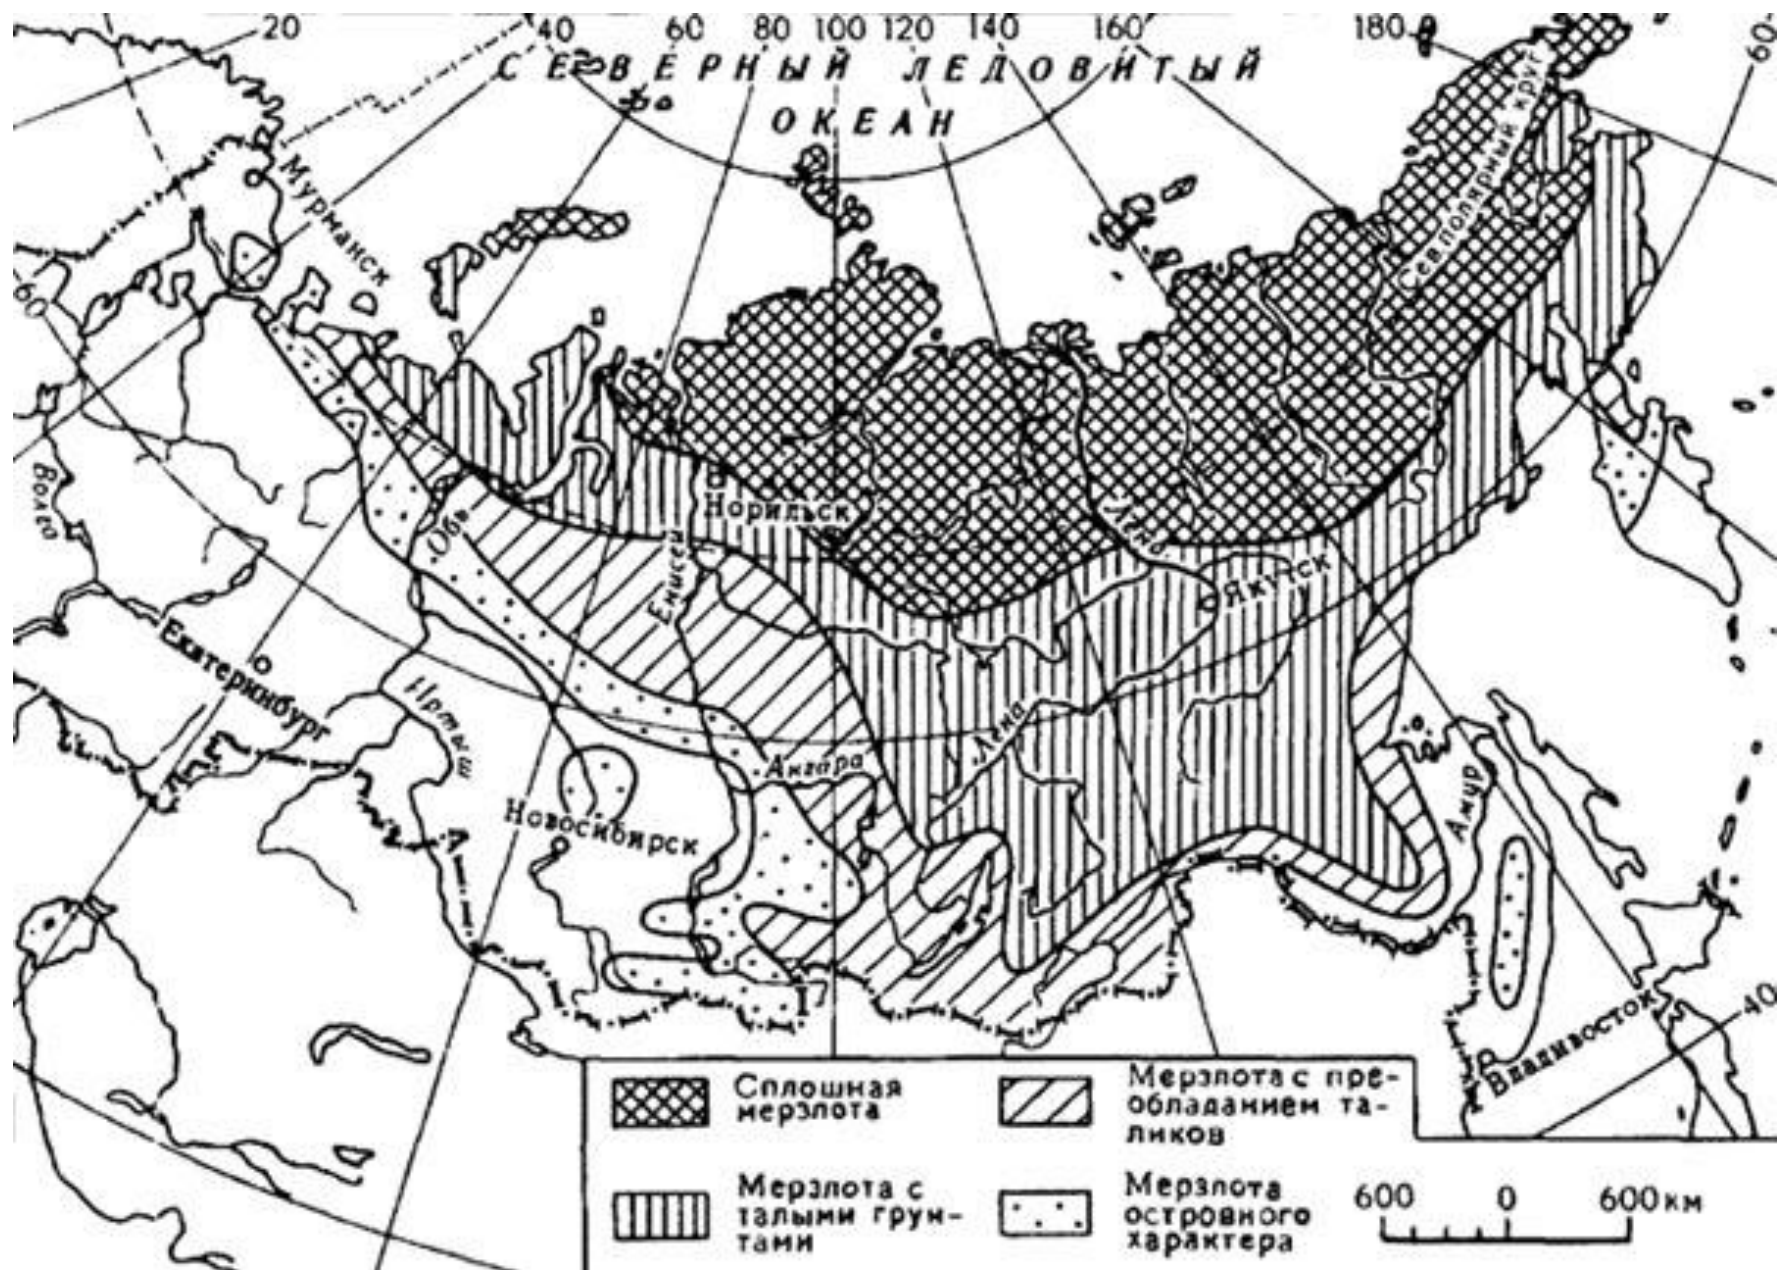 20
40
60
80
100
120
140
160
180
60
СЕВЕРНЫЙ ЛЕДОВИТЫЙ
ОКЕАН
Сев. полярный круг
Мурманск
60
Волга
Обь
Норильск
Енисей
Лена
Якутск
Екатеринбург
Иртыш
Лена
Ангара
Новосибирск
Амур
Владивосток
40
Сплошная
мерзлота
Мерзлота с пре-
обладанием та-
ликов
Мерзлота с
талыми грун-
тами
Мерзлота
островного
характера
600 0 600км